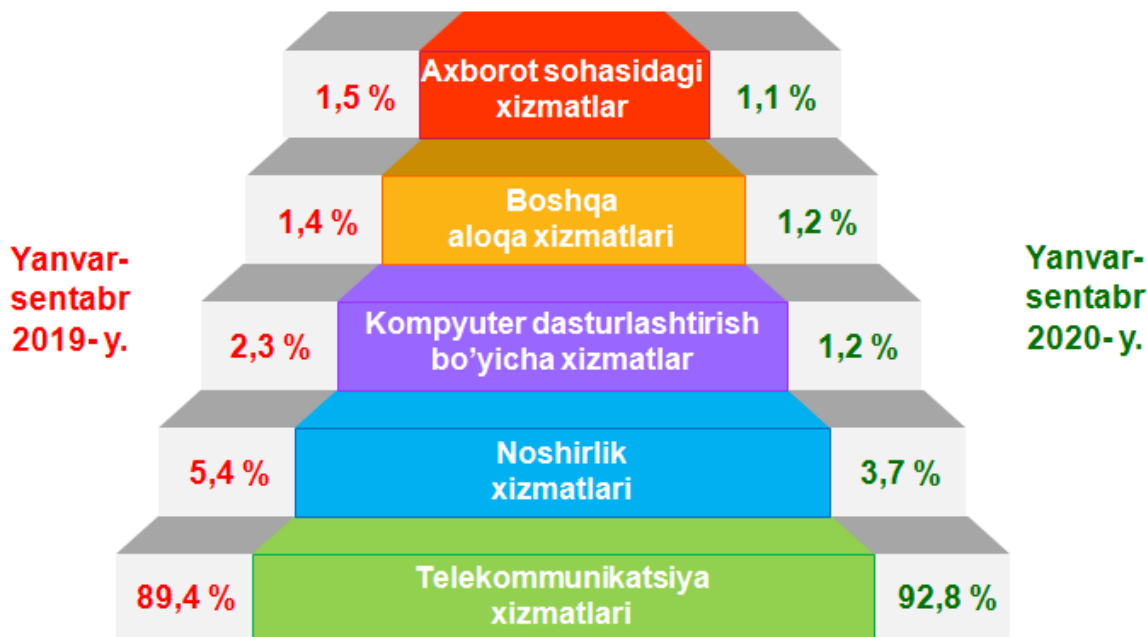 Axborot sohasidagi
xizmatlar
1,5 %
1,1 %
Boshqa
aloqa xizmatlari
1,4 %
1,2 %
Yanvar-
sentabr
2019- y.
Yanvar-
sentabr
2020- y.
Kompyuter dasturlashtirish
bo’yicha xizmatlar
2,3 %
1,2 %
Noshirlik
xizmatlari
5,4 %
3,7 %
Telekommunikatsiya
xizmatlari
89,4 %
92,8 %